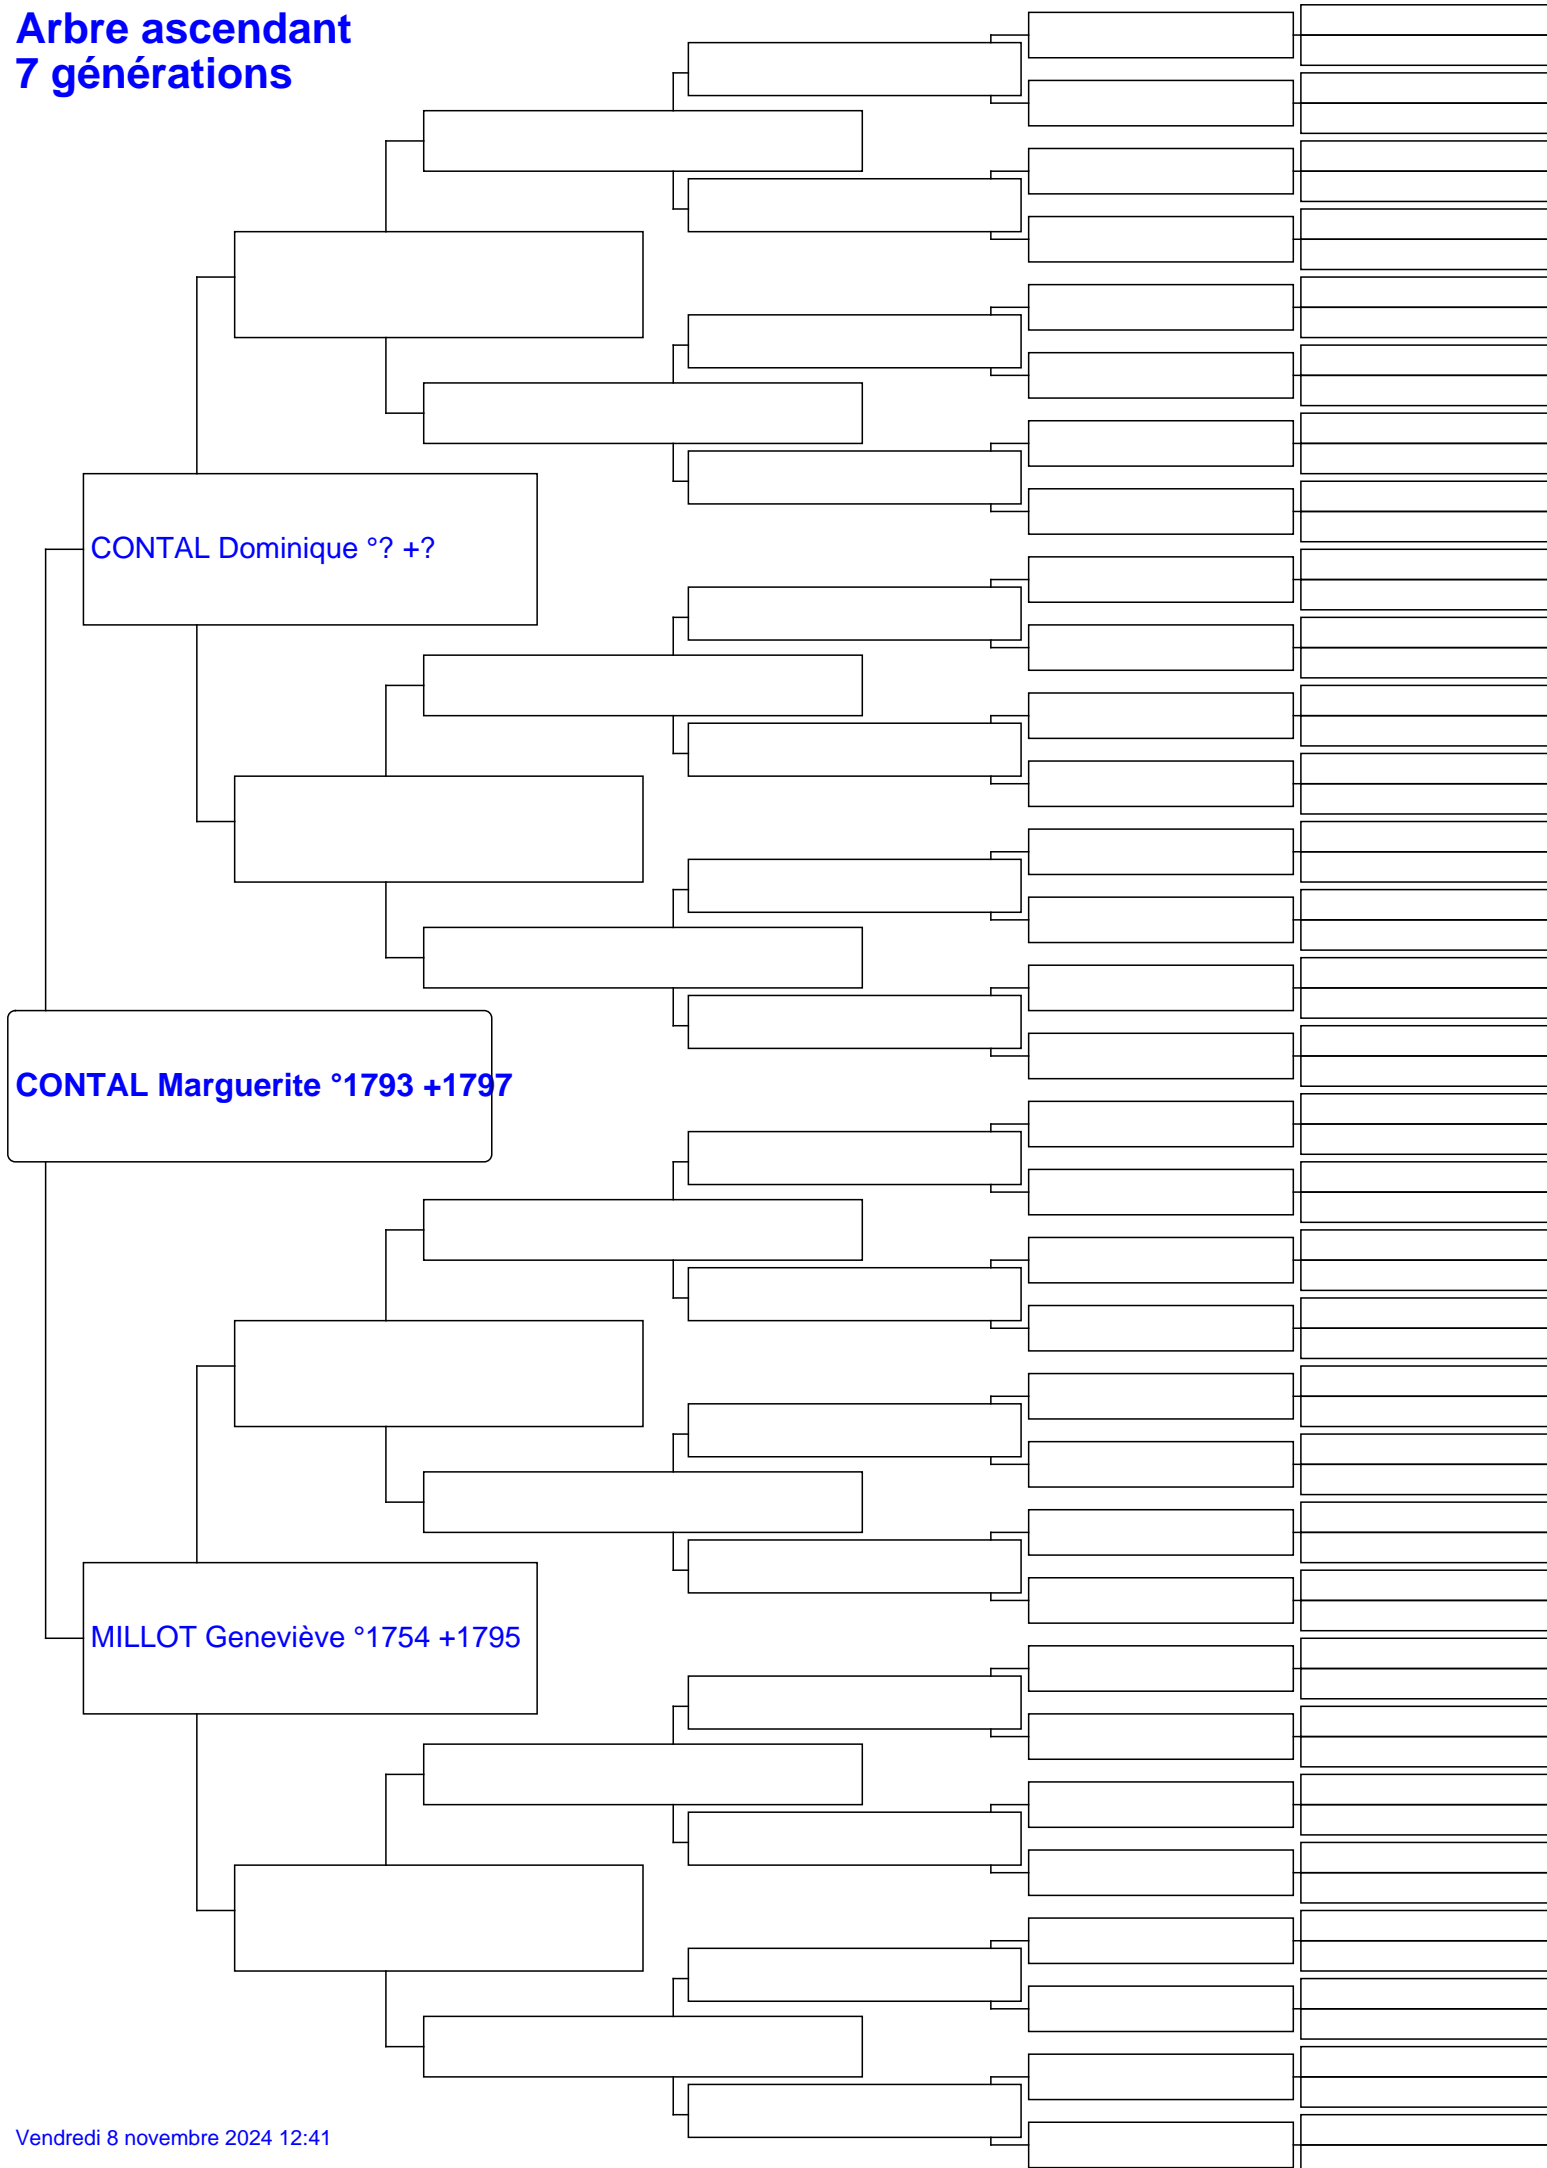 Arbre ascendant
7 générations
CONTAL Dominique °? +?
CONTAL Marguerite °1793 +1797
MILLOT Geneviève °1754 +1795
Vendredi 8 novembre 2024 12:41